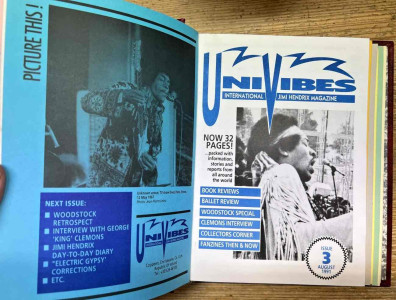 PICTURE THIS!
NEXT ISSUE:
WOODSTOCK
RETROSPECT
INTERVIEW WITH GEORGE
'KING' CLEMONS
JIMI HENDRIX
DAY-TO-DAY DIARY
"ELECTRIC GYPSY"
CORRECTIONS
ETC.
UNIVIBES
UNIVIBES
INTERNATIONAL JIMI HENDRIX MAGAZINE
NOW 32
PAGES!
...packed with
information,
stories and
reports from
all around
the world
BOOK REVIEWS
BALLET REVIEW
WOODSTOCK SPECIAL
CLEMONS INTERVIEW
COLLECTORS CORNER
FANZINES THEN & NOW
ISSUE
3
AUGUST
1991